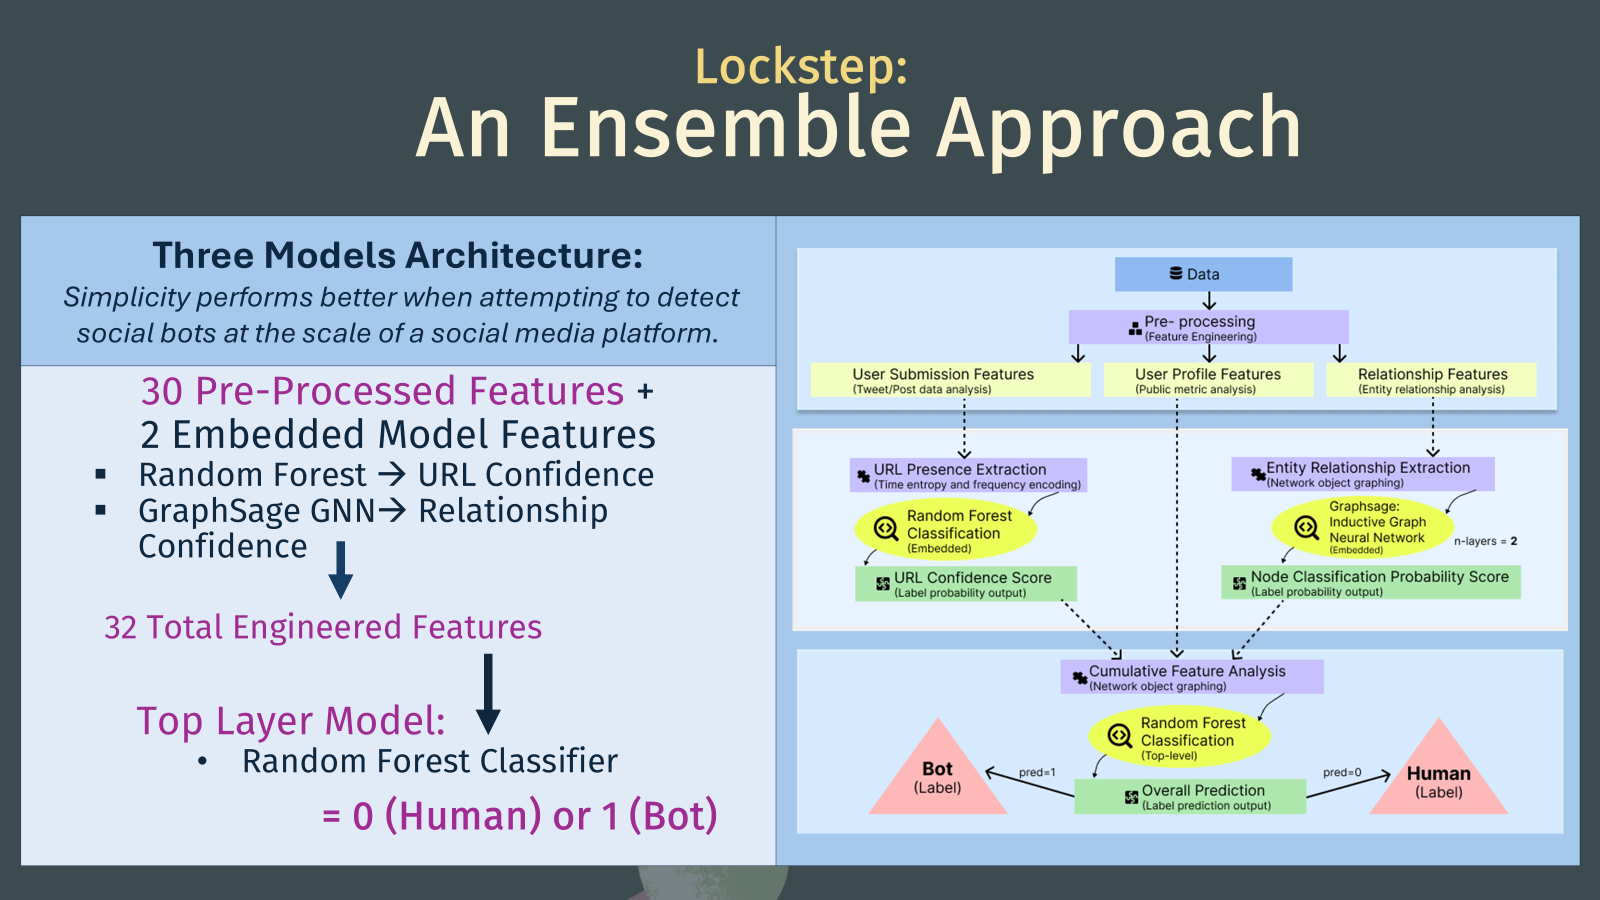 Lockstep:
An Ensemble Approach
Three Models Architecture:
Simplicity performs better when attempting to detect
social bots at the scale of a social media platform.
30 Pre-Processed Features +
2 Embedded Model Features
▪ Random Forest → URL Confidence
▪ GraphSage GNN→ Relationship
Confidence
32 Total Engineered Features
Top Layer Model:
• Random Forest Classifier
= 0 (Human) or 1 (Bot)
Data
Pre- processing
(Feature Engineering)
User Submission Features
(Tweet/Post data analysis)
User Profile Features
(Public metric analysis)
Relationship Features
(Entity relationship analysis)
URL Presence Extraction
(Time entropy and frequency encoding)
Random Forest
Classification
(Embedded)
URL Confidence Score
(Label probability output)
Entity Relationship Extraction
(Network object graphing)
Graphsage:
Inductive Graph
Neural Network
(Embedded)
n-layers = 2
Node Classification Probability Score
(Label probability output)
Cumulative Feature Analysis
(Network object graphing)
Random Forest
Classification
(Top-level)
Bot
(Label)
pred=1
Overall Prediction
(Label prediction output)
pred=0
Human
(Label)